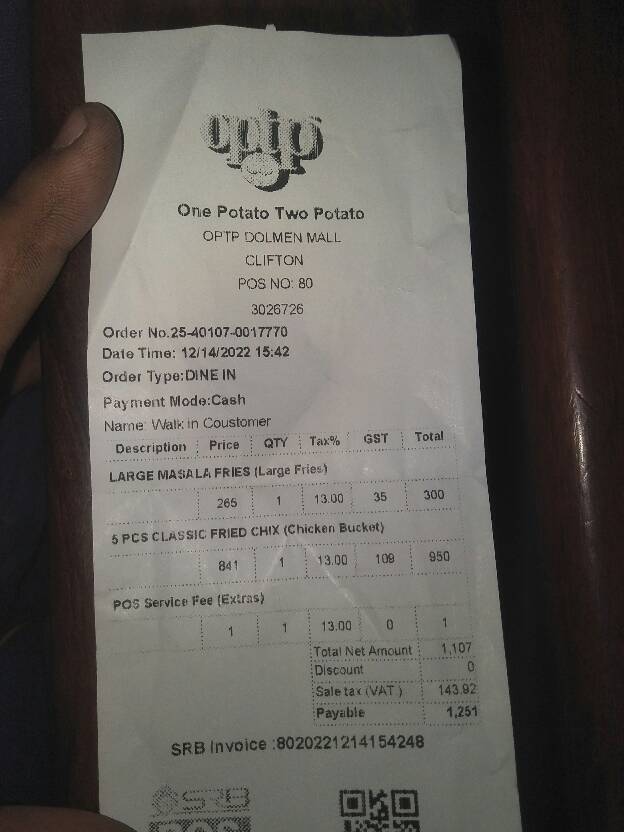 optp
One Potato Two Potato
OPTP DOLMEN MALL
CLIFTON
POS NO: 80
3026726
Order No.25-40107-0017770
Date Time: 12/14/2022 15:42
Order Type:DINE IN
Payment Mode:Cash
Name: Walk in Coustomer
Description Price QTY Tax% GST Total
LARGE MASALA FRIES (Large Fries)
265 1 13.00 35 300
5 PCS CLASSIC FRIED CHIX (Chicken Bucket)
841 1 13.00 109 950
POS Service Fee (Extras)
1 1 13.00 0 1
Total Net Amount 1,107
Discount 0
Sale tax (VAT ) 143.92
Payable 1,251
SRB Invoice :8020221214154248
SRB
POS